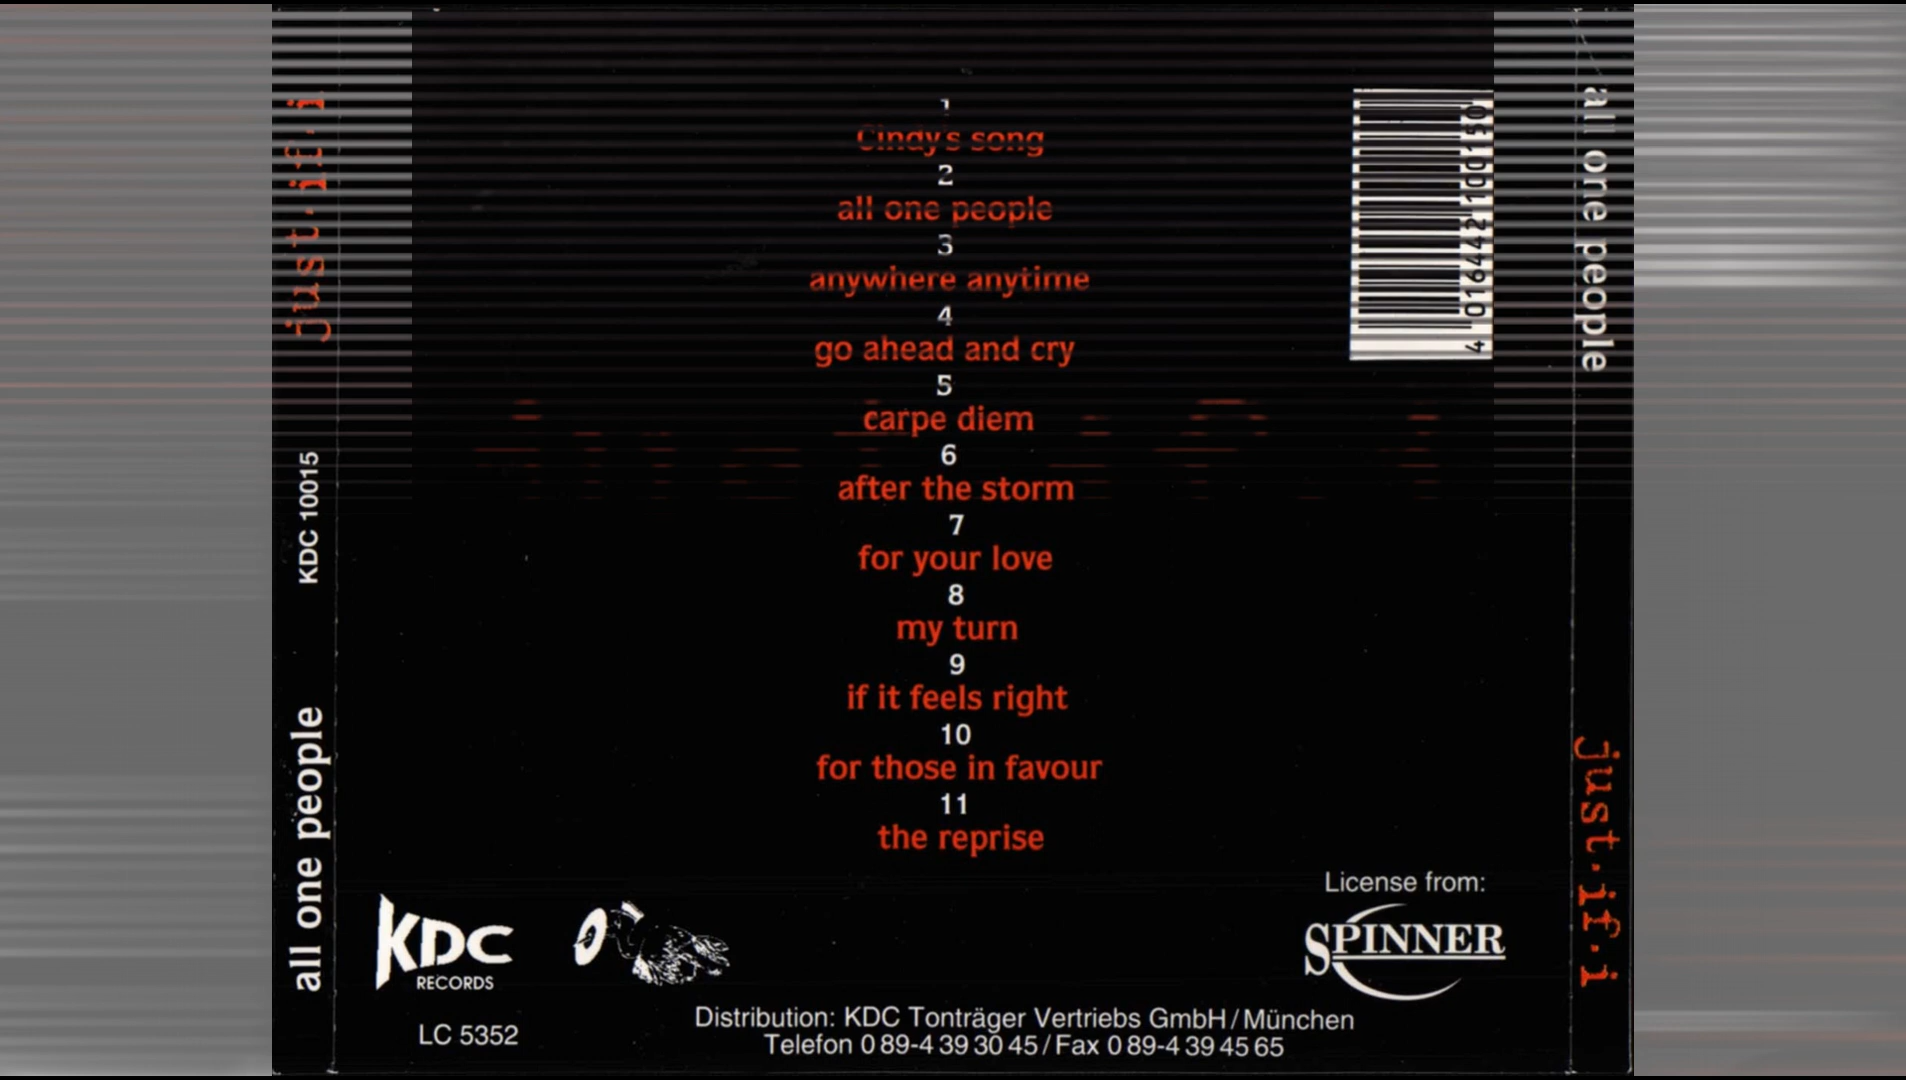 just.if.i
KDC 10015
all one people
1
Cindy's song
2
all one people
3
anywhere anytime
4
go ahead and cry
5
carpe diem
6
after the storm
7
for your love
8
my turn
9
if it feels right
10
for those in favour
11
the reprise
4 016442 100150
all one people
just.if.i
KDC
RECORDS
LC 5352
License from:
SPINNER
Distribution: KDC Tonträger Vertriebs GmbH/München
Telefon 0 89-4 39 30 45/Fax 0 89-4 39 45 65